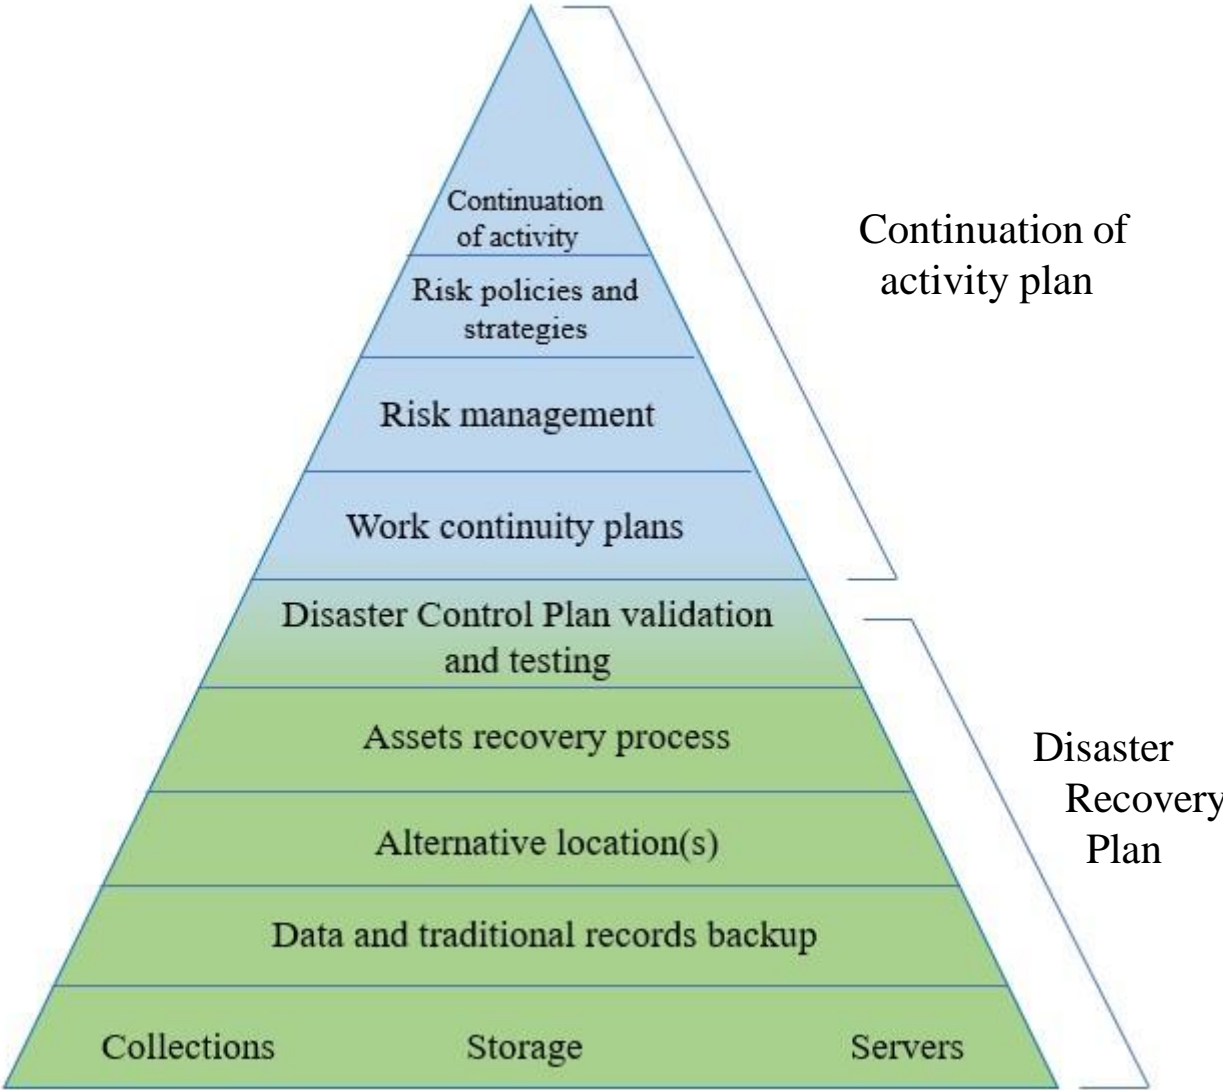 Continuation
of activity
Risk policies and
strategies
Risk management
Work continuity plans
Disaster Control Plan validation
and testing
Assets recovery process
Alternative location(s)
Data and traditional records backup
Collections Storage Servers
Continuation of
activity plan
Disaster
Recovery
Plan